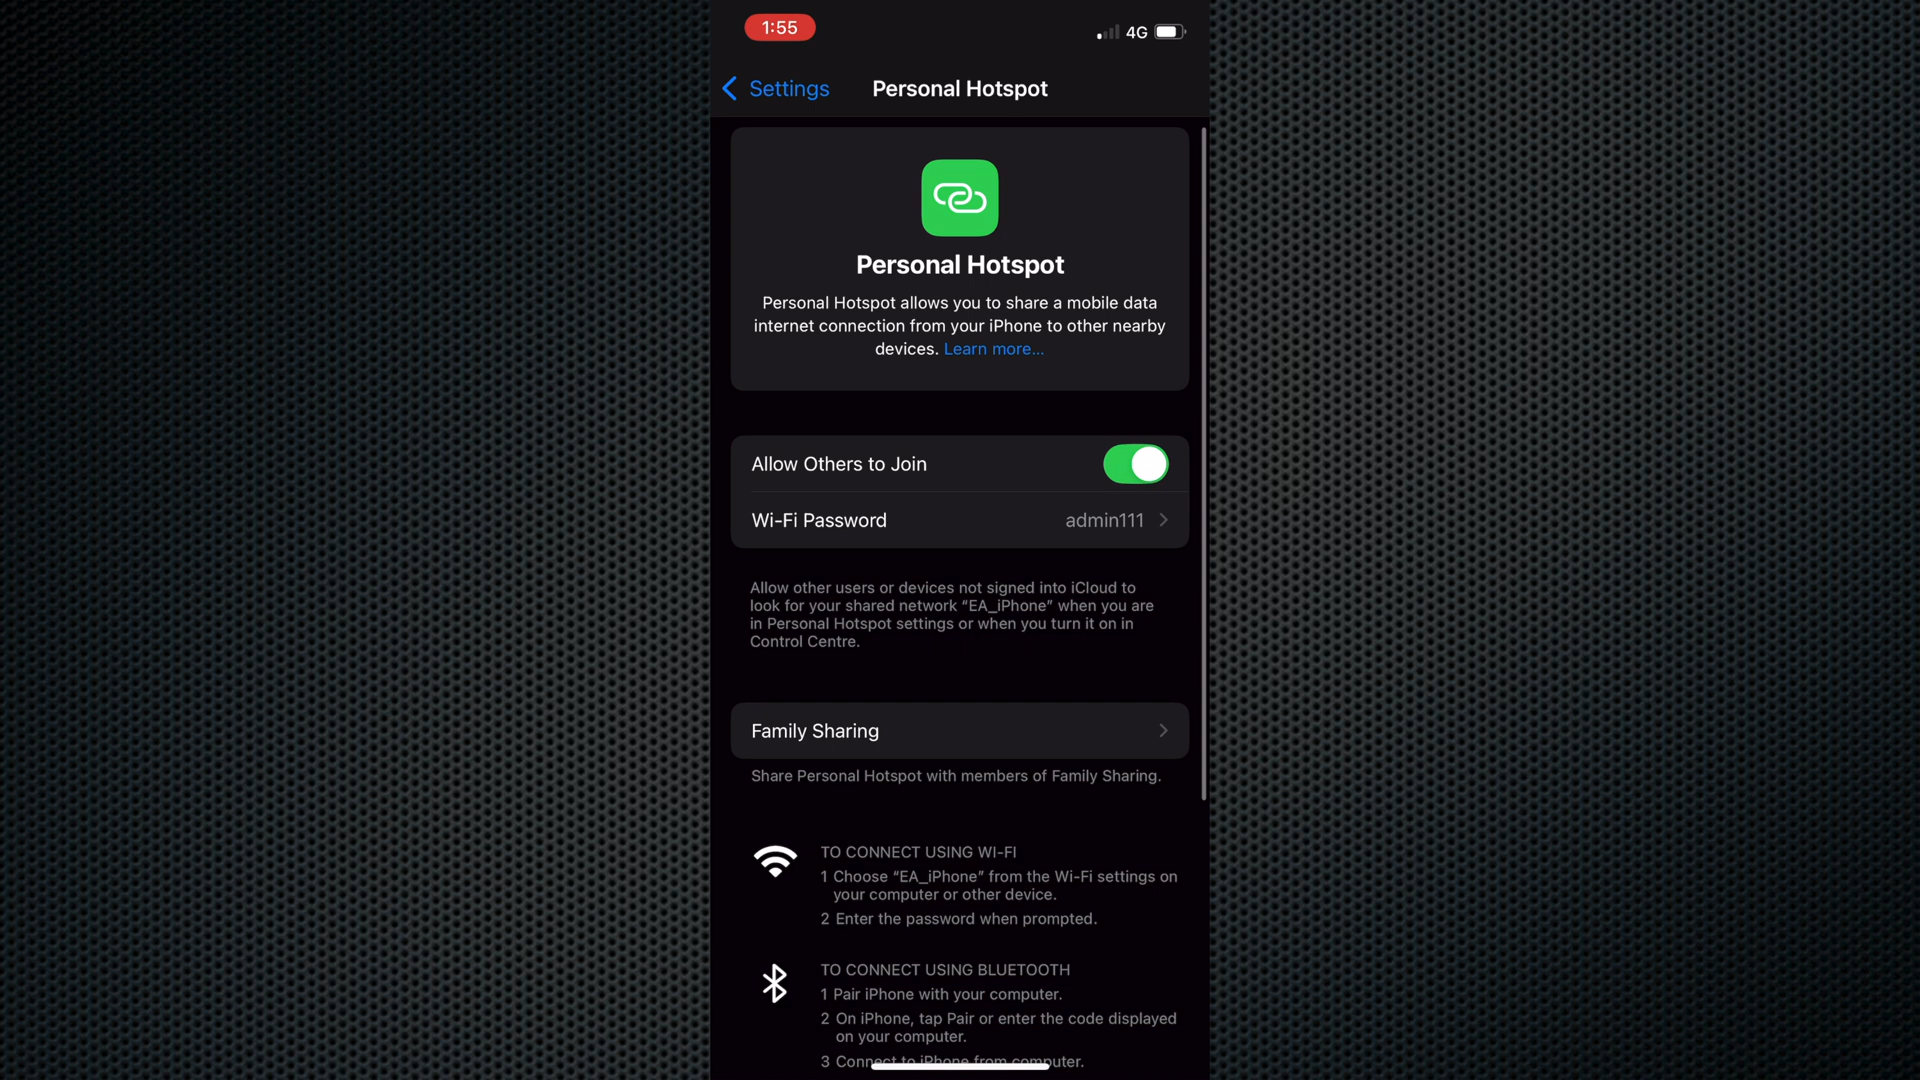 1:55
4G
Settings
Personal Hotspot
Personal Hotspot
Personal Hotspot allows you to share a mobile data
internet connection from your iPhone to other nearby
devices. Learn more...
Allow Others to Join
Wi-Fi Password admin111
Allow other users or devices not signed into iCloud to
look for your shared network “EA_iPhone” when you are
in Personal Hotspot settings or when you turn it on in
Control Centre.
Family Sharing
Share Personal Hotspot with members of Family Sharing.
TO CONNECT USING WI-FI
1 Choose “EA_iPhone” from the Wi-Fi settings on
your computer or other device.
2 Enter the password when prompted.
TO CONNECT USING BLUETOOTH
1 Pair iPhone with your computer.
2 On iPhone, tap Pair or enter the code displayed
on your computer.
3 Connect to iPhone from computer.